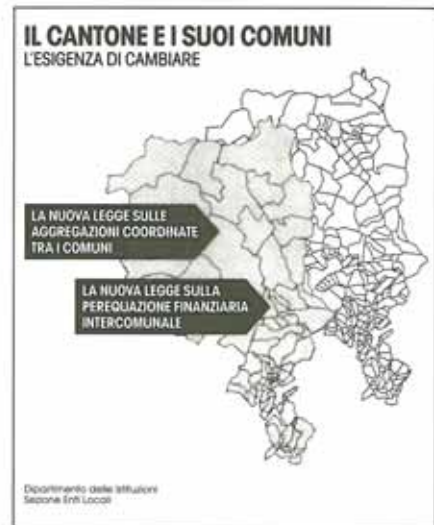 IL CANTONE E I SUOI COMUNI
L'ESIGENZA DI CAMBIARE
LA NUOVA LEGGE SULLE
AGGREGAZIONI COORDINATE
TRA I COMUNI
LA NUOVA LEGGE SULLA
PEREQUAZIONE FINANZIARIA
INTERCOMUNALE
Dipartimento delle Istituzioni
Sezione Enti Locali